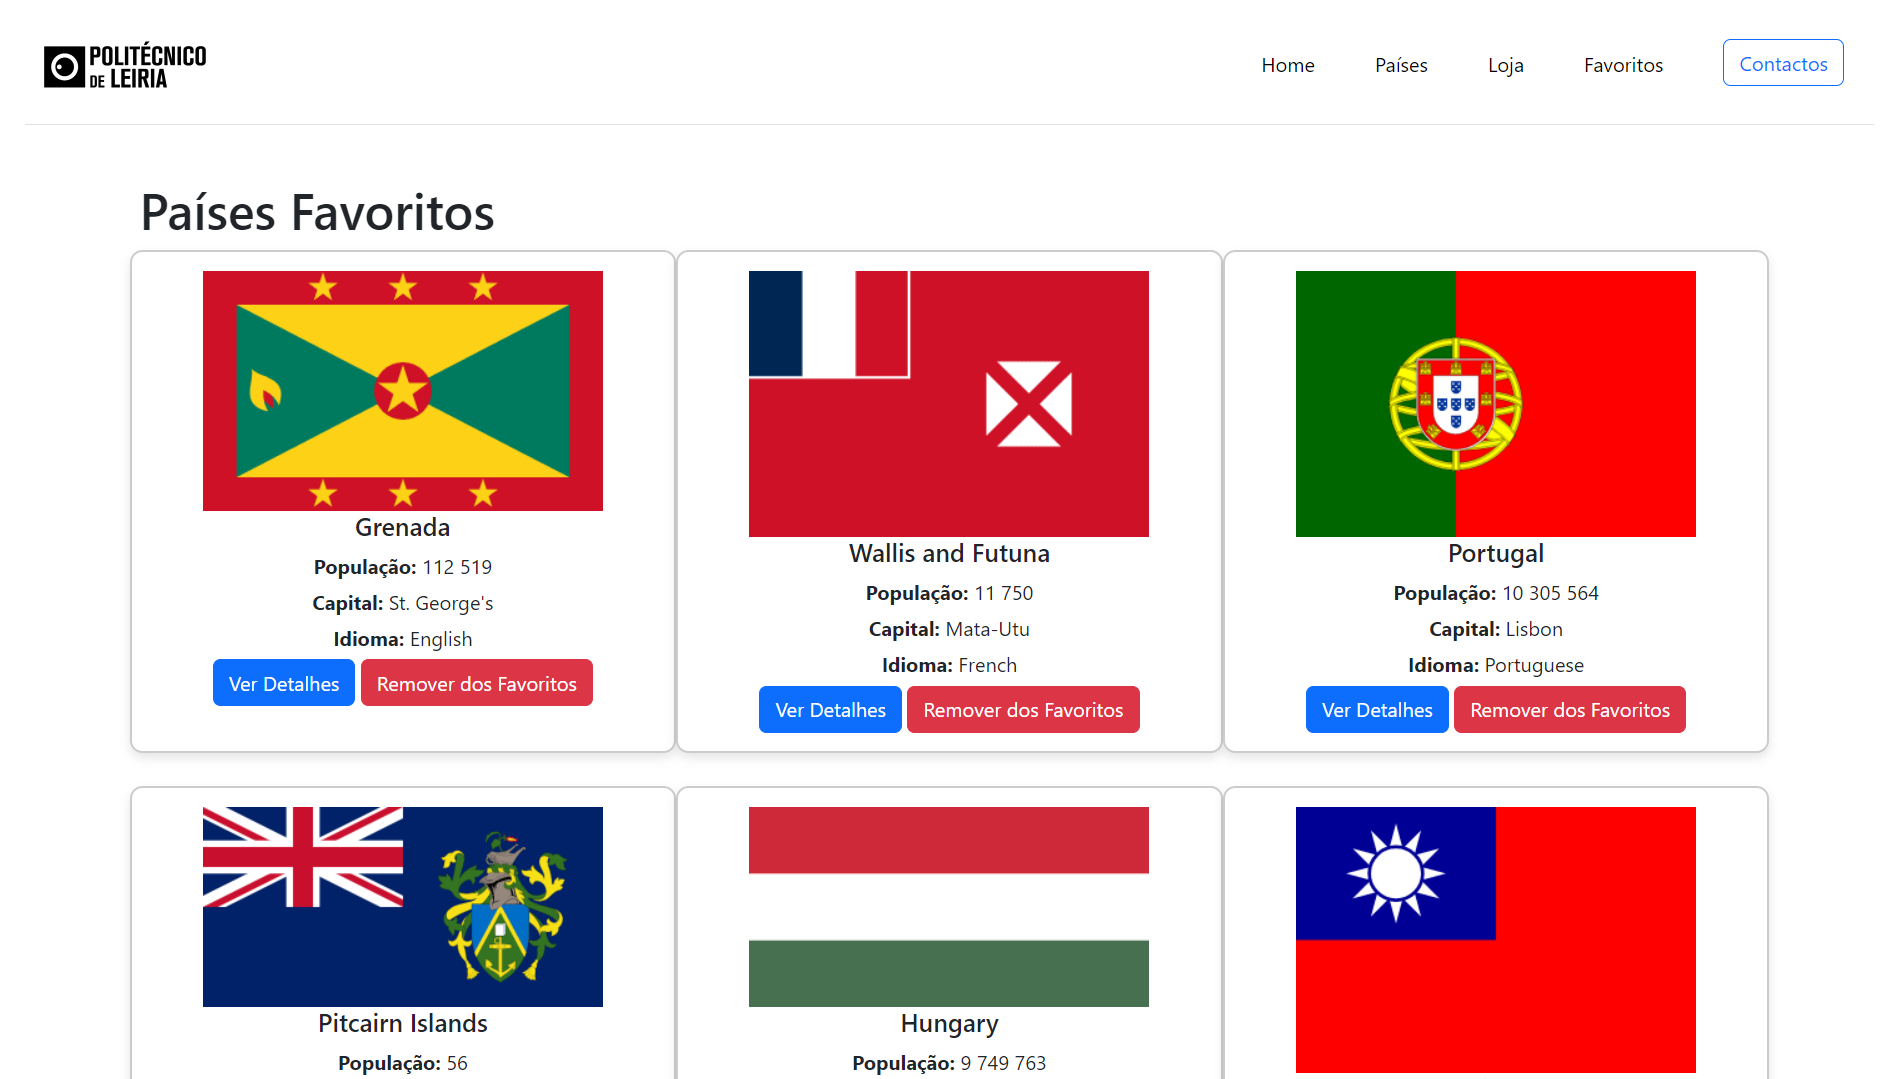 POLITÉCNICO
DE LEIRIA
Home
Países
Loja
Favoritos
Contactos
Países Favoritos
Grenada
População: 112 519
Capital: St. George's
Idioma: English
Ver Detalhes
Remover dos Favoritos
Wallis and Futuna
População: 11 750
Capital: Mata-Utu
Idioma: French
Ver Detalhes
Remover dos Favoritos
Portugal
População: 10 305 564
Capital: Lisbon
Idioma: Portuguese
Ver Detalhes
Remover dos Favoritos
Pitcairn Islands
População: 56
Hungary
População: 9 749 763